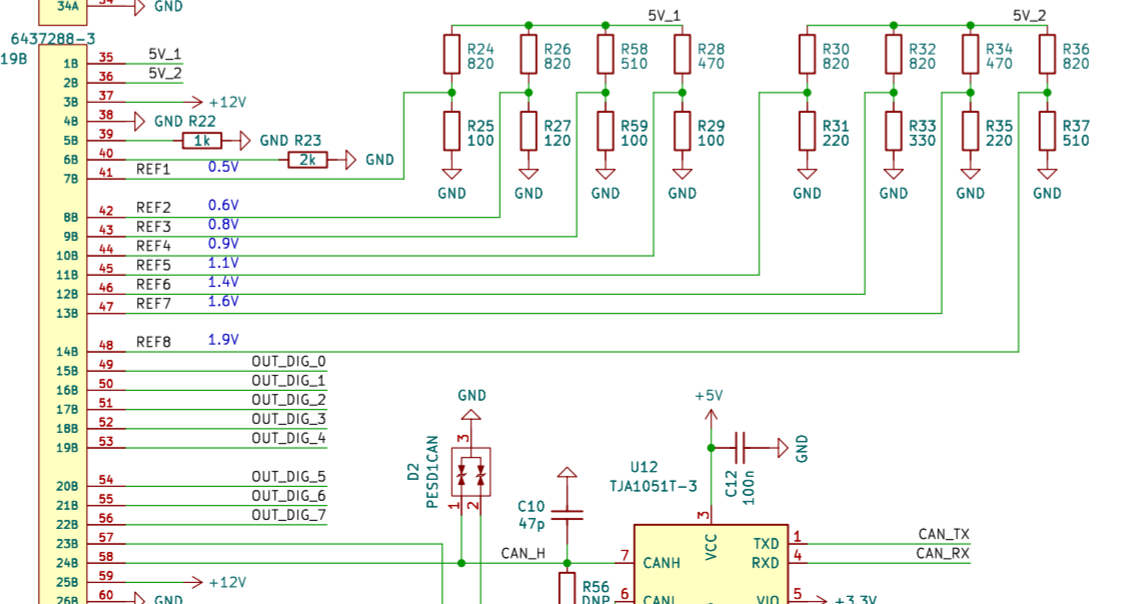 34A 34 GND
6437288-3
19B
1B 35 5V_1
2B 36 5V_2
3B 37 +12V
4B 38 GND R22
5B 39 1k GND R23
6B 40 2k GND
7B 41 REF1 0.5V
8B 42 REF2 0.6V
9B 43 REF3 0.8V
10B 44 REF4 0.9V
11B 45 REF5 1.1V
12B 46 REF6 1.4V
13B 47 REF7 1.6V
14B 48 REF8 1.9V
15B 49 OUT_DIG_0
16B 50 OUT_DIG_1
17B 51 OUT_DIG_2
18B 52 OUT_DIG_3
19B 53 OUT_DIG_4
20B 54 OUT_DIG_5
21B 55 OUT_DIG_6
22B 56 OUT_DIG_7
23B 57
24B 58
25B 59 +12V
26B 60 GND
5V_1
R24 R26 R58 R28
820 820 510 470
R25 R27 R59 R29
100 120 100 100
GND GND GND GND
5V_2
R30 R32 R34 R36
820 820 470 820
R31 R33 R35 R37
220 330 220 510
GND GND GND GND
GND
3
D2
PESD1CAN
1 2
C10
47p
CAN_H
R56
DNP
+5V
GND
C12
100n
U12
TJA1051T-3
3
VCC
7 CANH
6 CANL
TXD 1 CAN_TX
RXD 4 CAN_RX
VIO 5 +3.3V